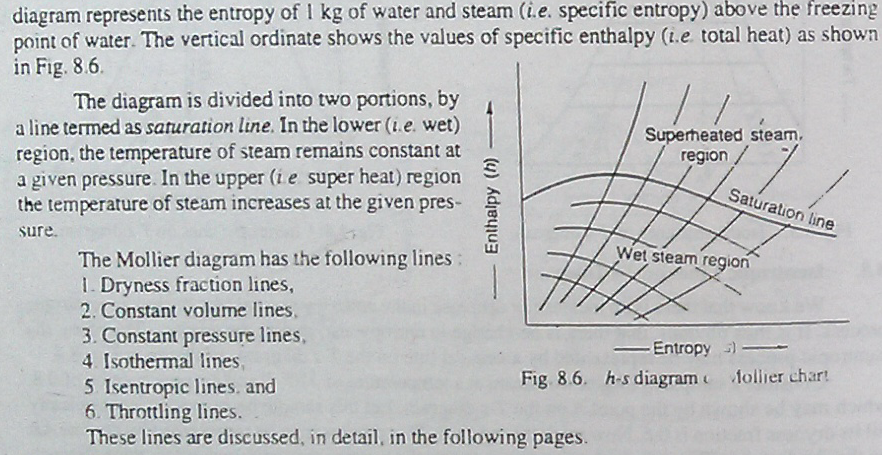 diagram represents the entropy of 1 kg of water and steam (i.e. specific entropy) above the freezing
point of water. The vertical ordinate shows the values of specific enthalpy (i.e. total heat) as shown
in Fig. 8.6.
The diagram is divided into two portions, by
a line termed as saturation line. In the lower (i.e. wet)
region, the temperature of steam remains constant at
a given pressure. In the upper (i.e super heat) region
the temperature of steam increases at the given pres-
sure.
The Mollier diagram has the following lines :
1. Dryness fraction lines,
2. Constant volume lines,
3. Constant pressure lines,
4. Isothermal lines,
5. Isentropic lines, and
6. Throttling lines.
These lines are discussed, in detail, in the following pages.
Enthalpy (h)
Superheated steam.
region
Saturation line
Wet steam region
Entropy
Fig. 8.6. h-s diagram chart